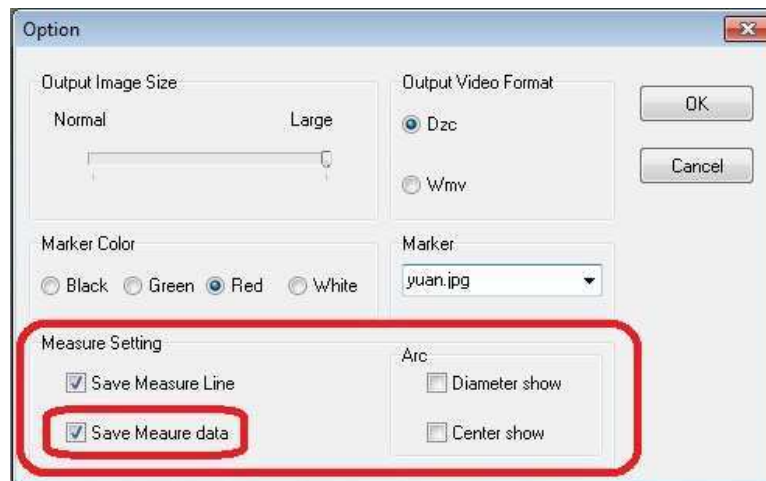 Option
Output Image Size
Normal Large
Output Video Format
Dzc
Wmv
OK
Cancel
Marker Color
Black Green Red White
Marker
yuan.jpg
Measure Setting
Save Measure Line
Save Meaure data
Arc
Diameter show
Center show